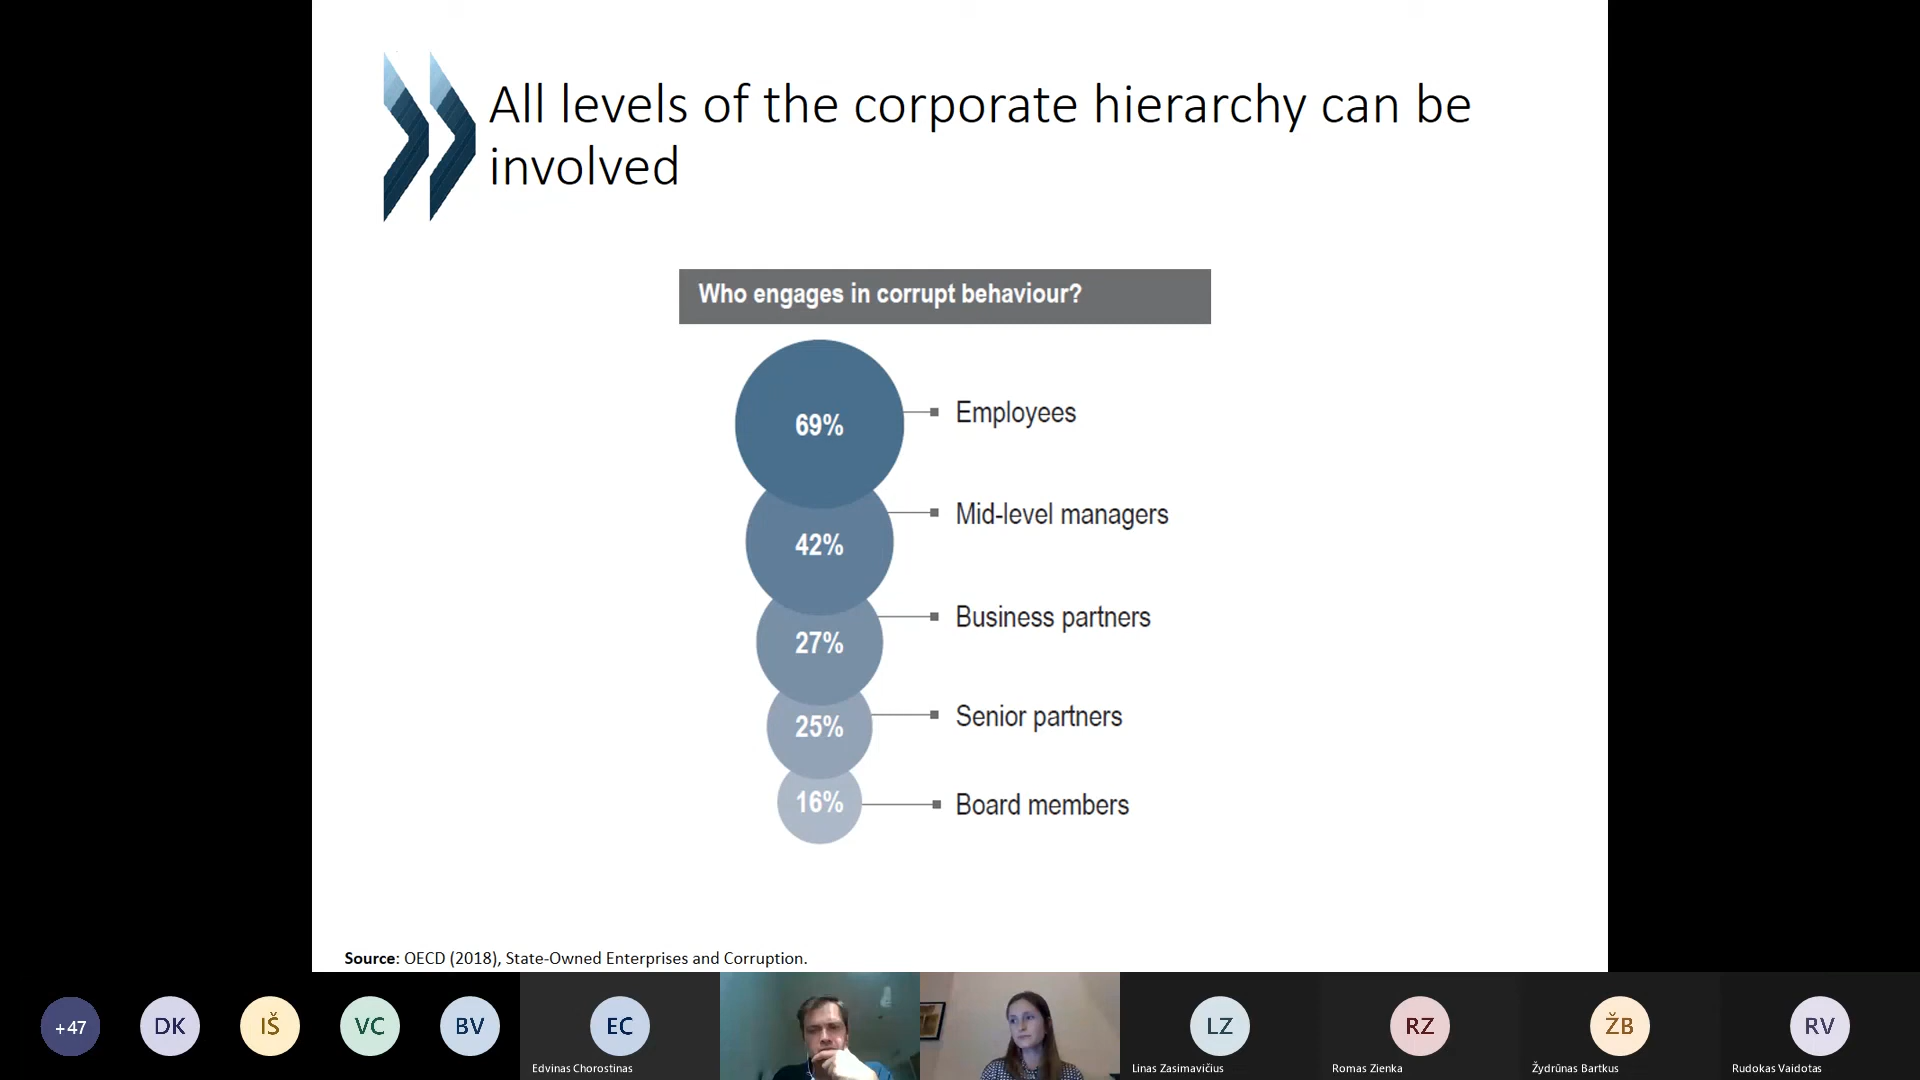 All levels of the corporate hierarchy can be
involved
Who engages in corrupt behaviour?
69%
Employees
42%
Mid-level managers
27%
Business partners
25%
Senior partners
16%
Board members
Source: OECD (2018), State-Owned Enterprises and Corruption.
+47
DK
IŠ
VC
BV
EC
Edvinas Chorostinas
LZ
Linas Zasimavičius
RZ
Romas Zienka
ŽB
Žydrūnas Bartkus
RV
Rudokas Vaidotas